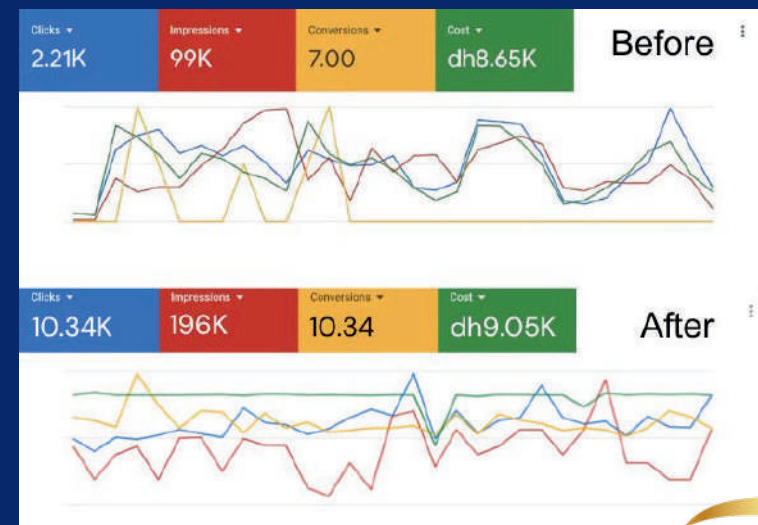 Clicks ▾ Impressions ▾ Conversions ▾ Cost ▾
2.21K 99K 7.00 dh8.65K Before
Clicks ▾ Impressions ▾ Conversions ▾ Cost ▾
10.34K 196K 10.34 dh9.05K After